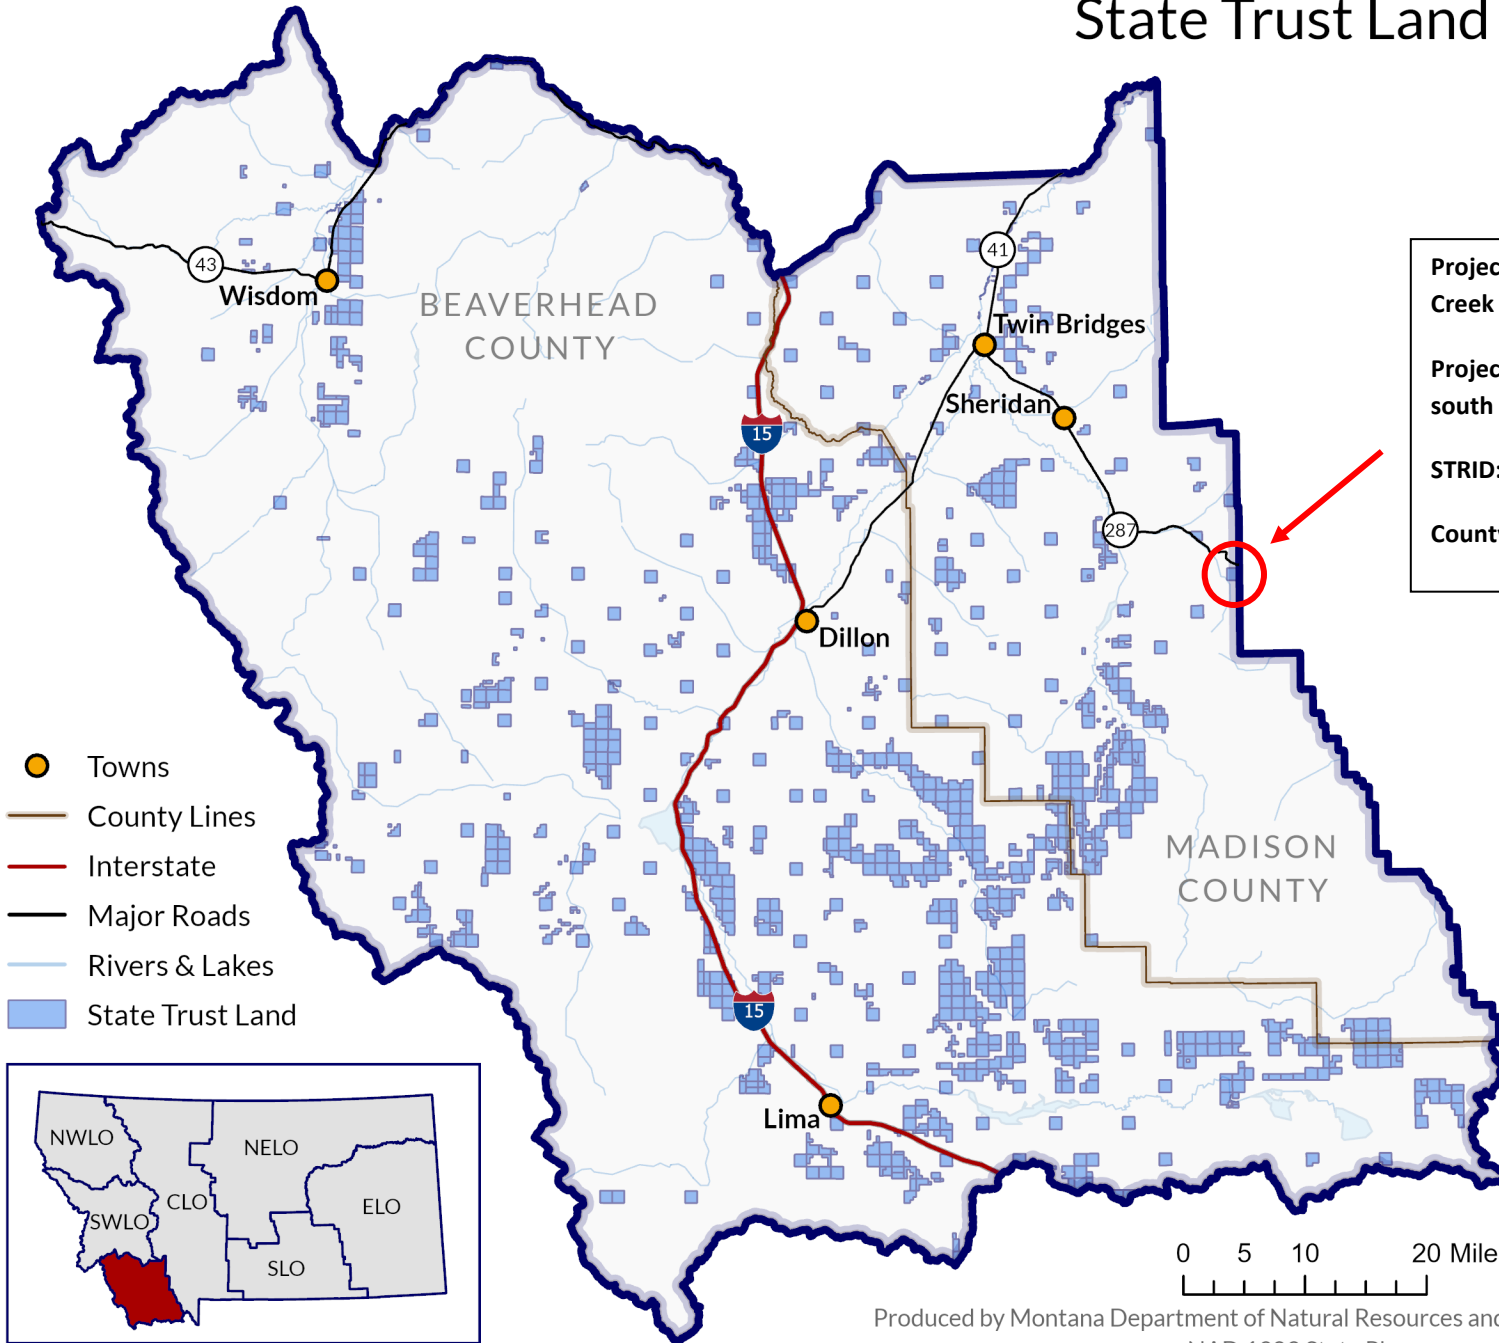 State Trust Land
Projec
Creek
Projec
south
STRID:
County
43
Wisdom
BEAVERHEAD
COUNTY
41
Twin Bridges
Sheridan
15
287
Dillon
MADISON
COUNTY
15
Lima
Towns
County Lines
Interstate
Major Roads
Rivers & Lakes
State Trust Land
NWLO
NELO
CLO
SWLO
ELO
SLO
0 5 10 20 Mile
Produced by Montana Department of Natural Resources and